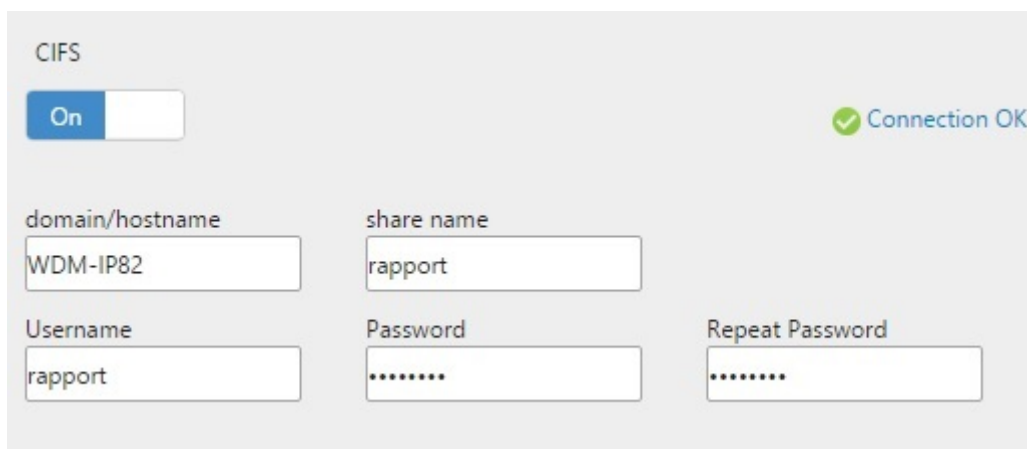 CIFS
On
Connection OK
domain/hostname share name
WDM-IP82 rapport
Username Password Repeat Password
rapport •••••••• ••••••••